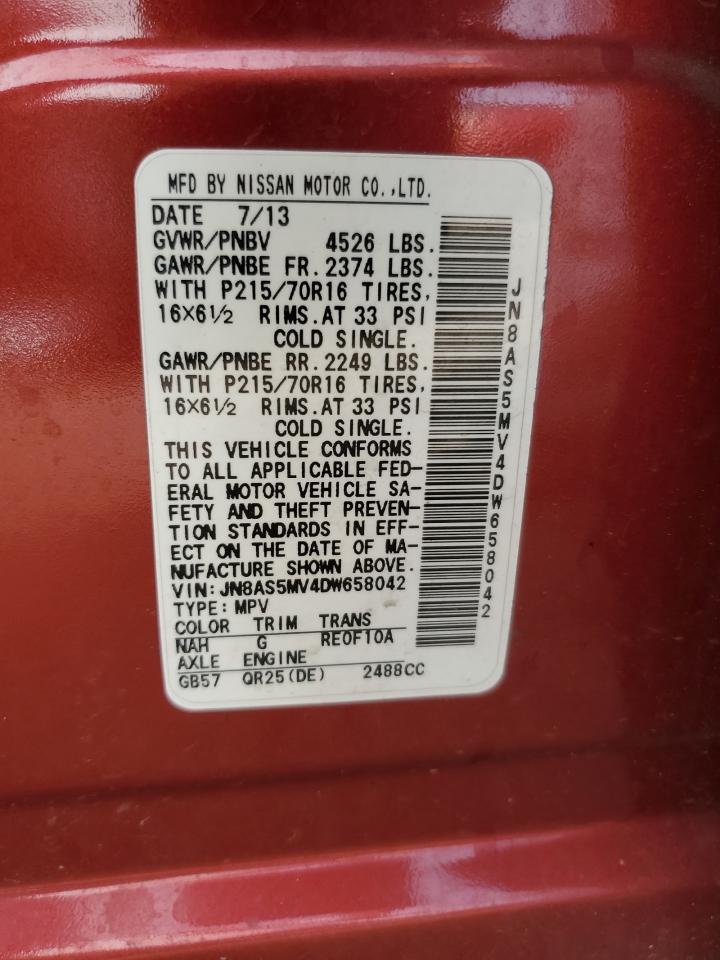 MFD BY NISSAN MOTOR CO.,LTD.
DATE 7/13
GVWR/PNBV 4526 LBS.
GAWR/PNBE FR. 2374 LBS.
WITH P215/70R16 TIRES,
16×6½ RIMS. AT 33 PSI
COLD SINGLE.
GAWR/PNBE RR. 2249 LBS.
WITH P215/70R16 TIRES,
16×6½ RIMS. AT 33 PSI
COLD SINGLE.
THIS VEHICLE CONFORMS
TO ALL APPLICABLE FED-
ERAL MOTOR VEHICLE SA-
FETY AND THEFT PREVEN-
TION STANDARDS IN EFF-
ECT ON THE DATE OF MA-
NUFACTURE SHOWN ABOVE.
VIN: JN8AS5MV4DW658042
TYPE: MPV
COLOR TRIM TRANS
NAH G RE0F10A
AXLE ENGINE
GB57 QR25(DE) 2488CC
JN8AS5MV4DW658042